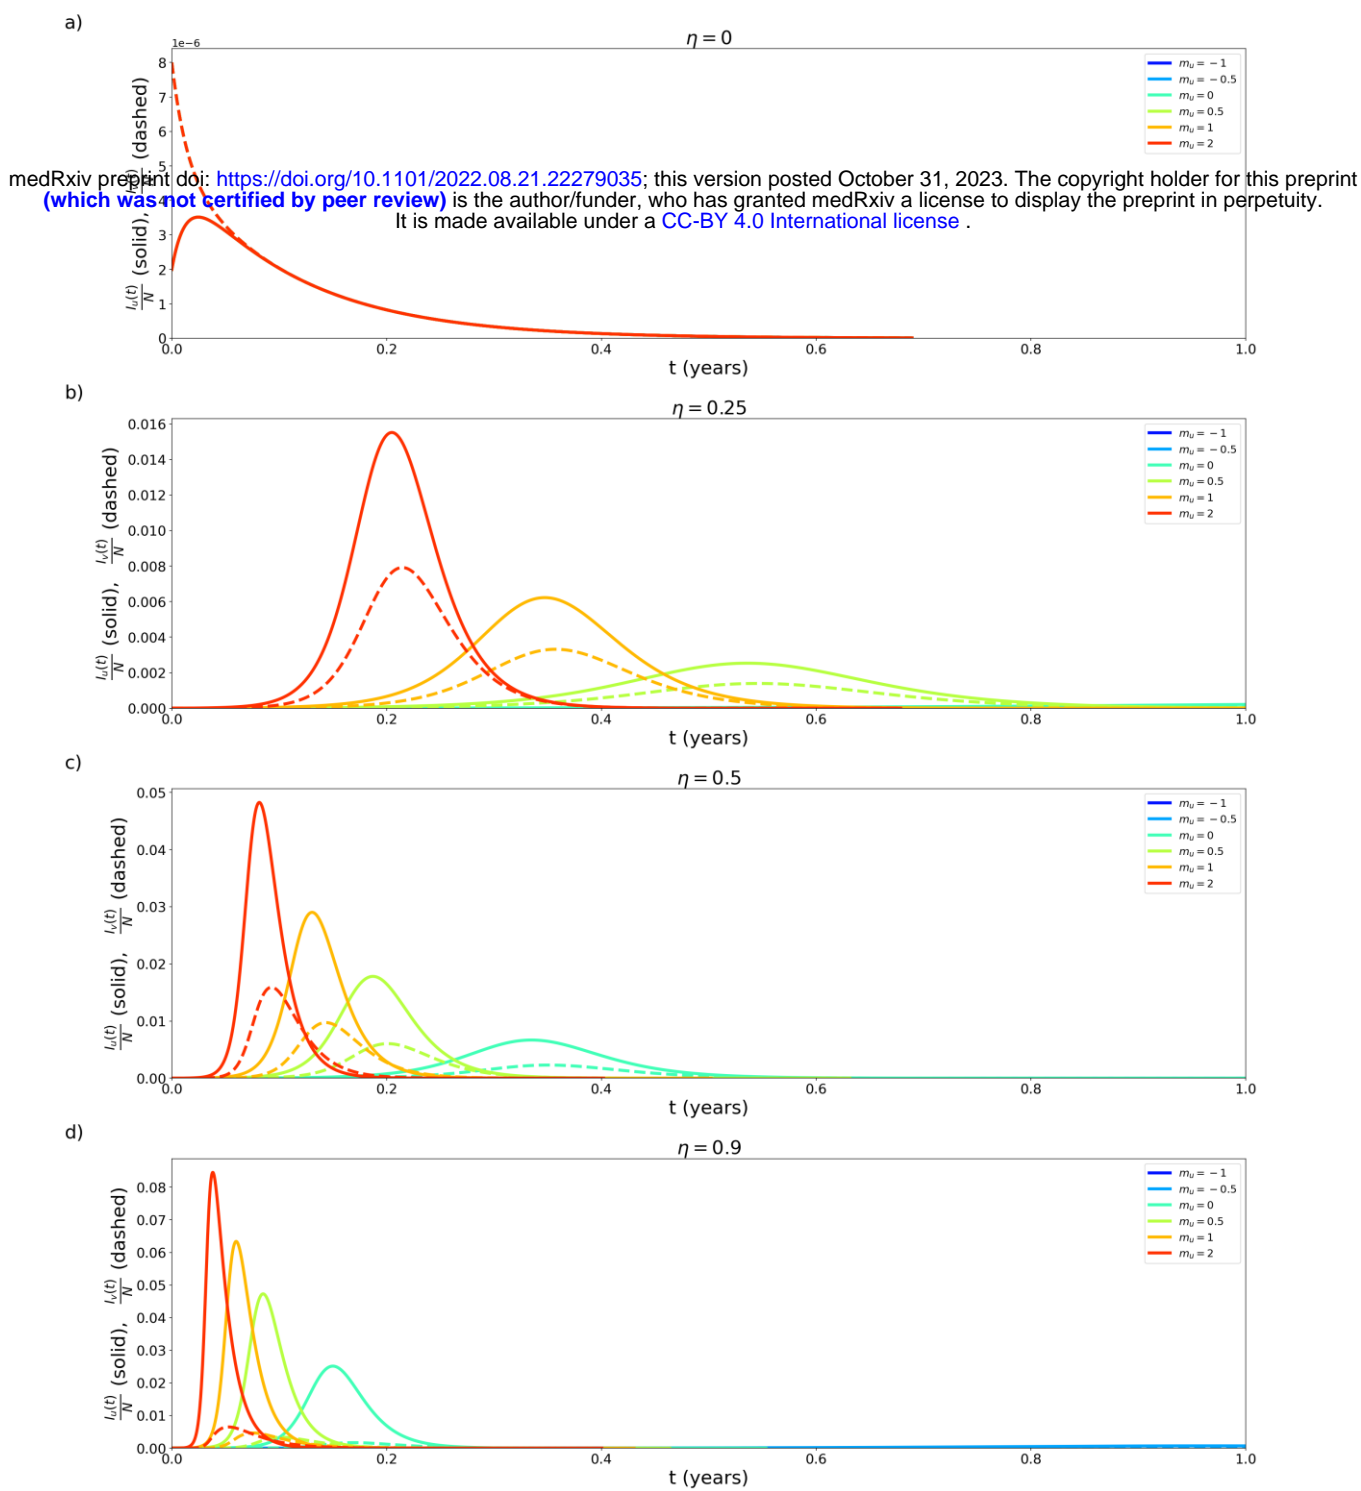 a)
1e−6
η = 0
8
7
6
5
4
3
2
1
0
I_u(t)/N (solid), I_v(t)/N (dashed)
m_u = −1
m_u = −0.5
m_u = 0
m_u = 0.5
m_u = 1
m_u = 2
medRxiv preprint doi: https://doi.org/10.1101/2022.08.21.22279035; this version posted October 31, 2023. The copyright holder for this preprint
(which was not certified by peer review) is the author/funder, who has granted medRxiv a license to display the preprint in perpetuity.
It is made available under a CC-BY 4.0 International license .
0.0 0.2 0.4 0.6 0.8 1.0
t (years)
b)
η = 0.25
0.016
0.014
0.012
0.010
0.008
0.006
0.004
0.002
0.000
I_u(t)/N (solid), I_v(t)/N (dashed)
m_u = −1
m_u = −0.5
m_u = 0
m_u = 0.5
m_u = 1
m_u = 2
0.0 0.2 0.4 0.6 0.8 1.0
t (years)
c)
η = 0.5
0.05
0.04
0.03
0.02
0.01
0.00
I_u(t)/N (solid), I_v(t)/N (dashed)
m_u = −1
m_u = −0.5
m_u = 0
m_u = 0.5
m_u = 1
m_u = 2
0.0 0.2 0.4 0.6 0.8 1.0
t (years)
d)
η = 0.9
0.08
0.07
0.06
0.05
0.04
0.03
0.02
0.01
0.00
I_u(t)/N (solid), I_v(t)/N (dashed)
m_u = −1
m_u = −0.5
m_u = 0
m_u = 0.5
m_u = 1
m_u = 2
0.0 0.2 0.4 0.6 0.8 1.0
t (years)